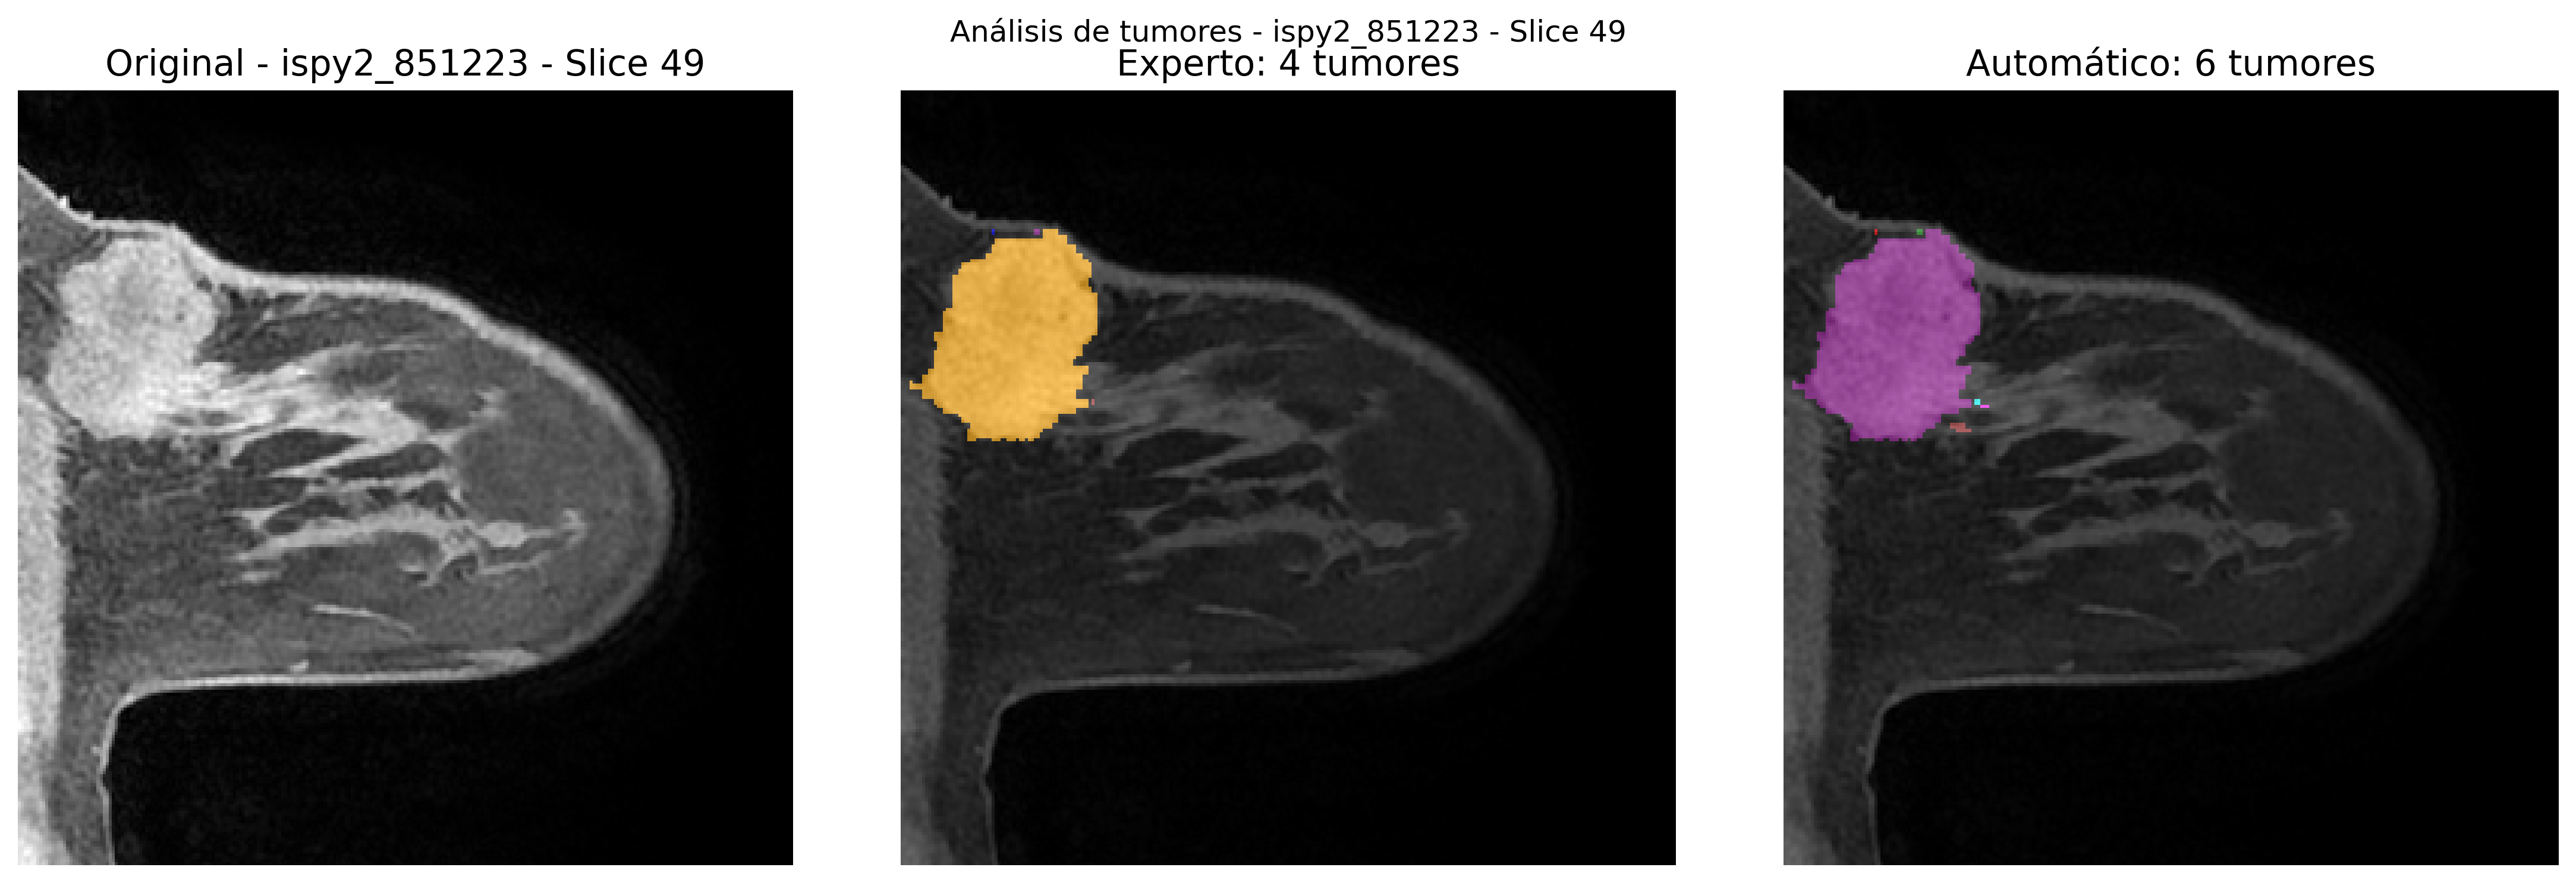 Análisis de tumores - ispy2_851223 - Slice 49
Original - ispy2_851223 - Slice 49
Experto: 4 tumores
Automático: 6 tumores